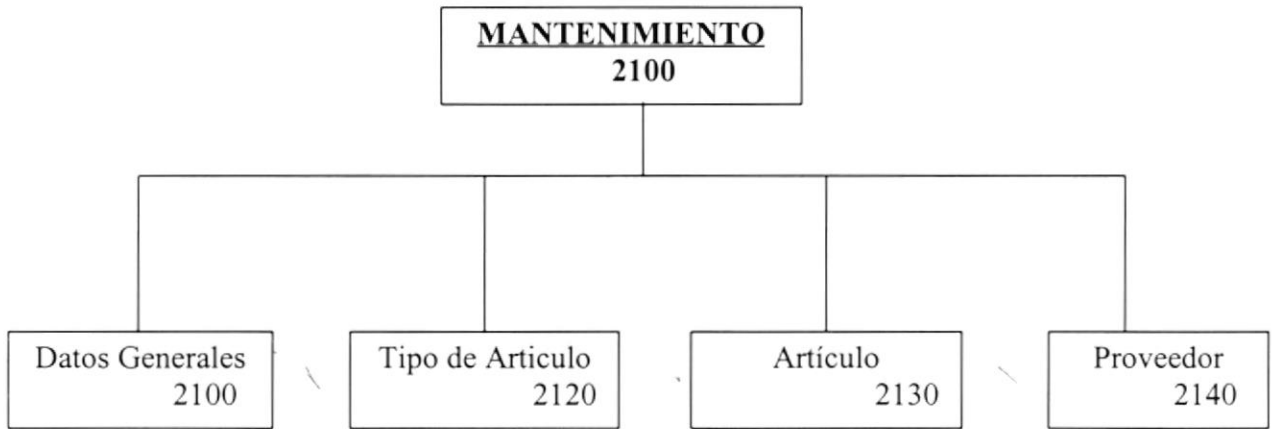 MANTENIMIENTO
2100
Datos Generales
2100
Tipo de Articulo
2120
Artículo
2130
Proveedor
2140